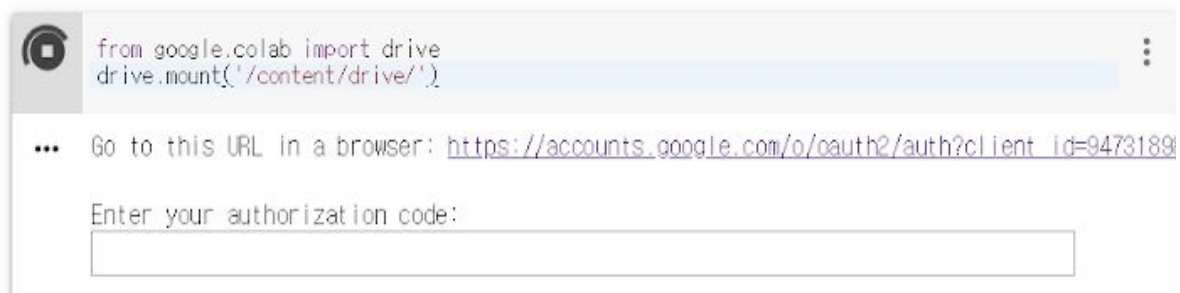 from google.colab import drive
drive.mount('/content/drive/')
Go to this URL in a browser: https://accounts.google.com/o/oauth2/auth?client_id=9473189
Enter your authorization code: